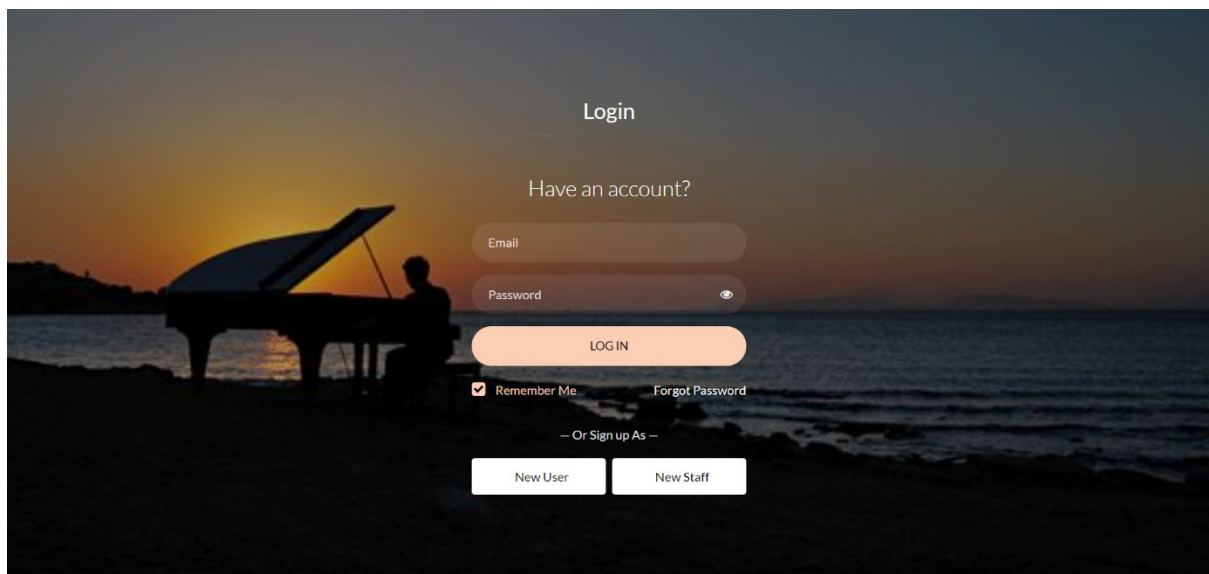 Login
Have an account?
Email
Password
LOG IN
Remember Me Forgot Password
— Or Sign up As —
New User New Staff